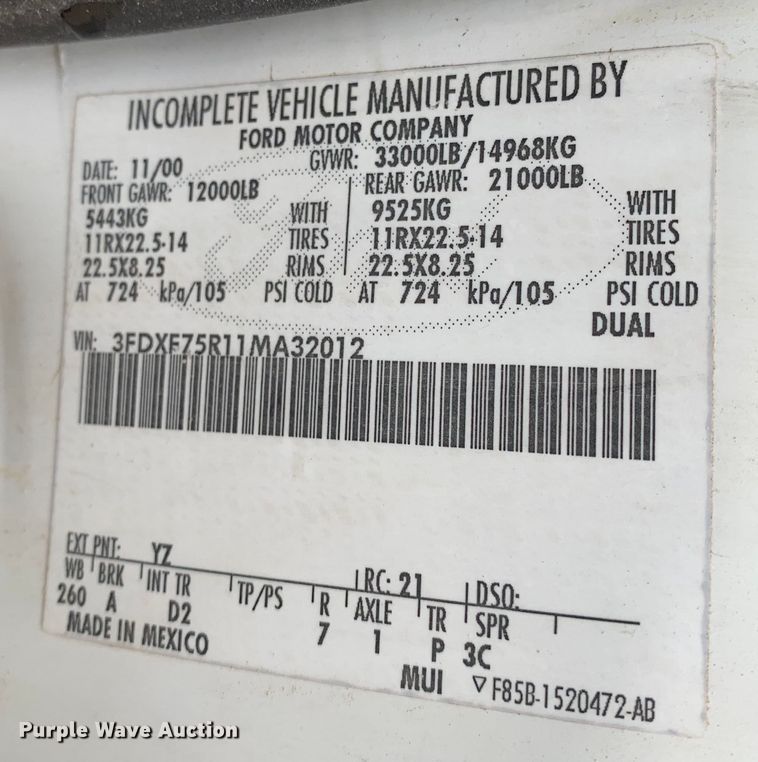 INCOMPLETE VEHICLE MANUFACTURED BY
FORD MOTOR COMPANY
DATE: 11/00 GVWR: 33000LB/14968KG
FRONT GAWR: 12000LB REAR GAWR: 21000LB
5443KG WITH 9525KG WITH
11RX22.5-14 TIRES 11RX22.5-14 TIRES
22.5X8.25 RIMS 22.5X8.25 RIMS
AT 724 kPa/105 PSI COLD AT 724 kPa/105 PSI COLD
DUAL
VIN: 3FDXF75R11MA32012
EXT PNT: YZ RC: 21 DSO:
WB BRK INT TR TP/PS R AXLE TR SPR
260 A D2 7 1 P 3C
MADE IN MEXICO MUI F85B-1520472-AB
Purple Wave Auction